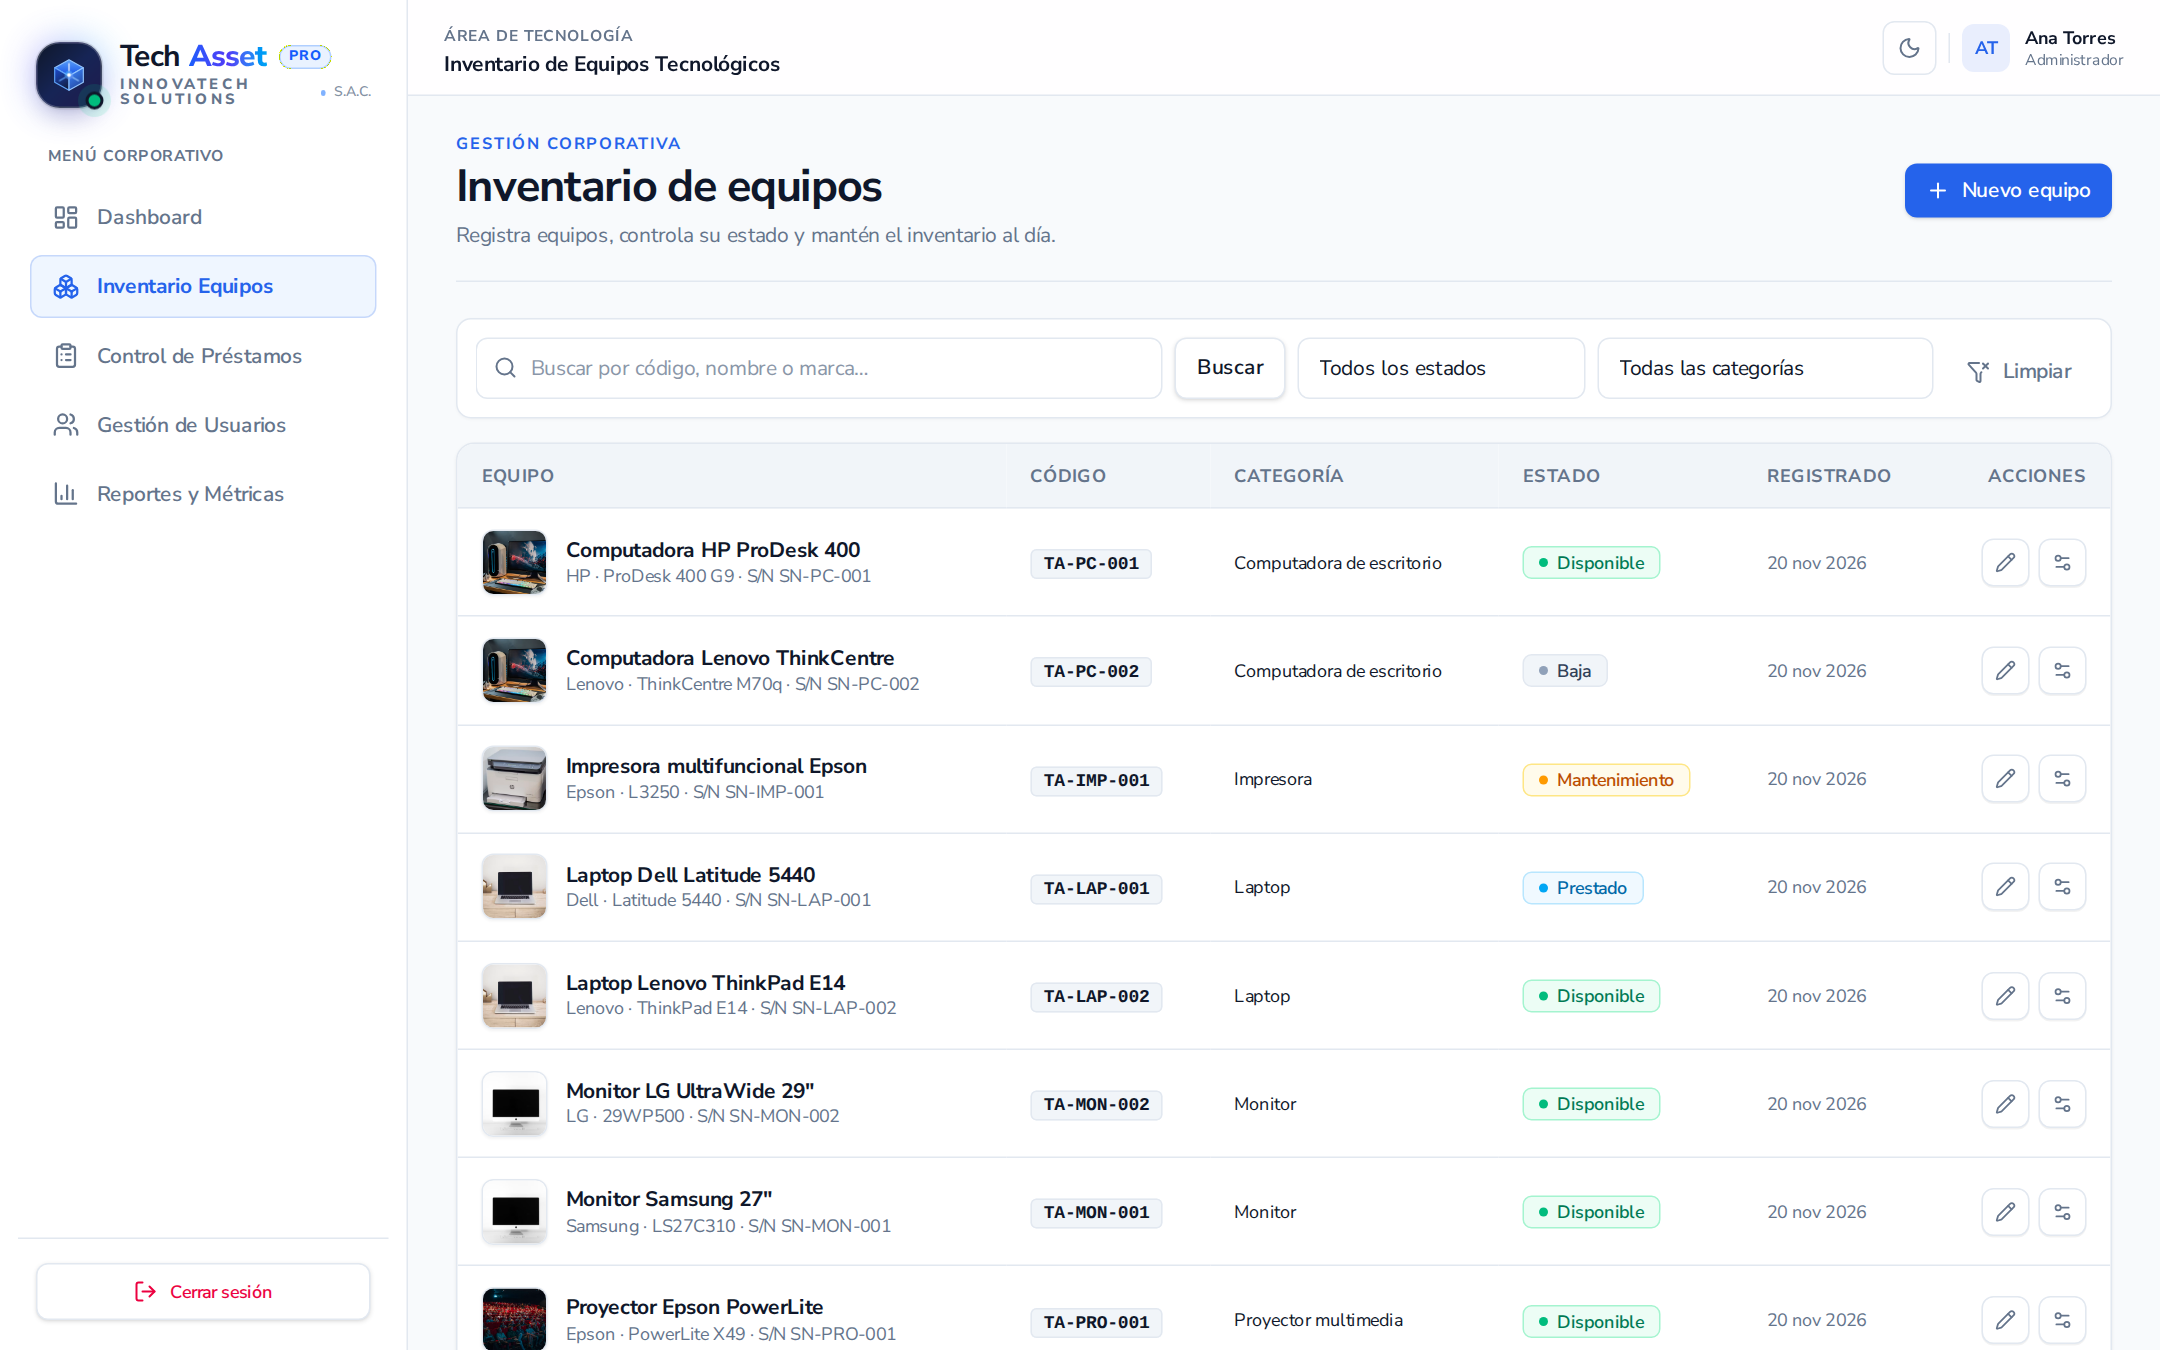 Tech Asset PRO
INNOVATECH SOLUTIONS
S.A.C.
MENÚ CORPORATIVO
Dashboard
Inventario Equipos
Control de Préstamos
Gestión de Usuarios
Reportes y Métricas
Cerrar sesión
ÁREA DE TECNOLOGÍA
Inventario de Equipos Tecnológicos
AT
Ana Torres
Administrador
GESTIÓN CORPORATIVA
Inventario de equipos
Registra equipos, controla su estado y mantén el inventario al día.
Nuevo equipo
Buscar por código, nombre o marca...
Buscar
Todos los estados
Todas las categorías
Limpiar
EQUIPO CÓDIGO CATEGORÍA ESTADO REGISTRADO ACCIONES
Computadora HP ProDesk 400
HP · ProDesk 400 G9 · S/N SN-PC-001
TA-PC-001 Computadora de escritorio Disponible 20 nov 2026
Computadora Lenovo ThinkCentre
Lenovo · ThinkCentre M70q · S/N SN-PC-002
TA-PC-002 Computadora de escritorio Baja 20 nov 2026
Impresora multifuncional Epson
Epson · L3250 · S/N SN-IMP-001
TA-IMP-001 Impresora Mantenimiento 20 nov 2026
Laptop Dell Latitude 5440
Dell · Latitude 5440 · S/N SN-LAP-001
TA-LAP-001 Laptop Prestado 20 nov 2026
Laptop Lenovo ThinkPad E14
Lenovo · ThinkPad E14 · S/N SN-LAP-002
TA-LAP-002 Laptop Disponible 20 nov 2026
Monitor LG UltraWide 29"
LG · 29WP500 · S/N SN-MON-002
TA-MON-002 Monitor Disponible 20 nov 2026
Monitor Samsung 27"
Samsung · LS27C310 · S/N SN-MON-001
TA-MON-001 Monitor Disponible 20 nov 2026
Proyector Epson PowerLite
Epson · PowerLite X49 · S/N SN-PRO-001
TA-PRO-001 Proyector multimedia Disponible 20 nov 2026